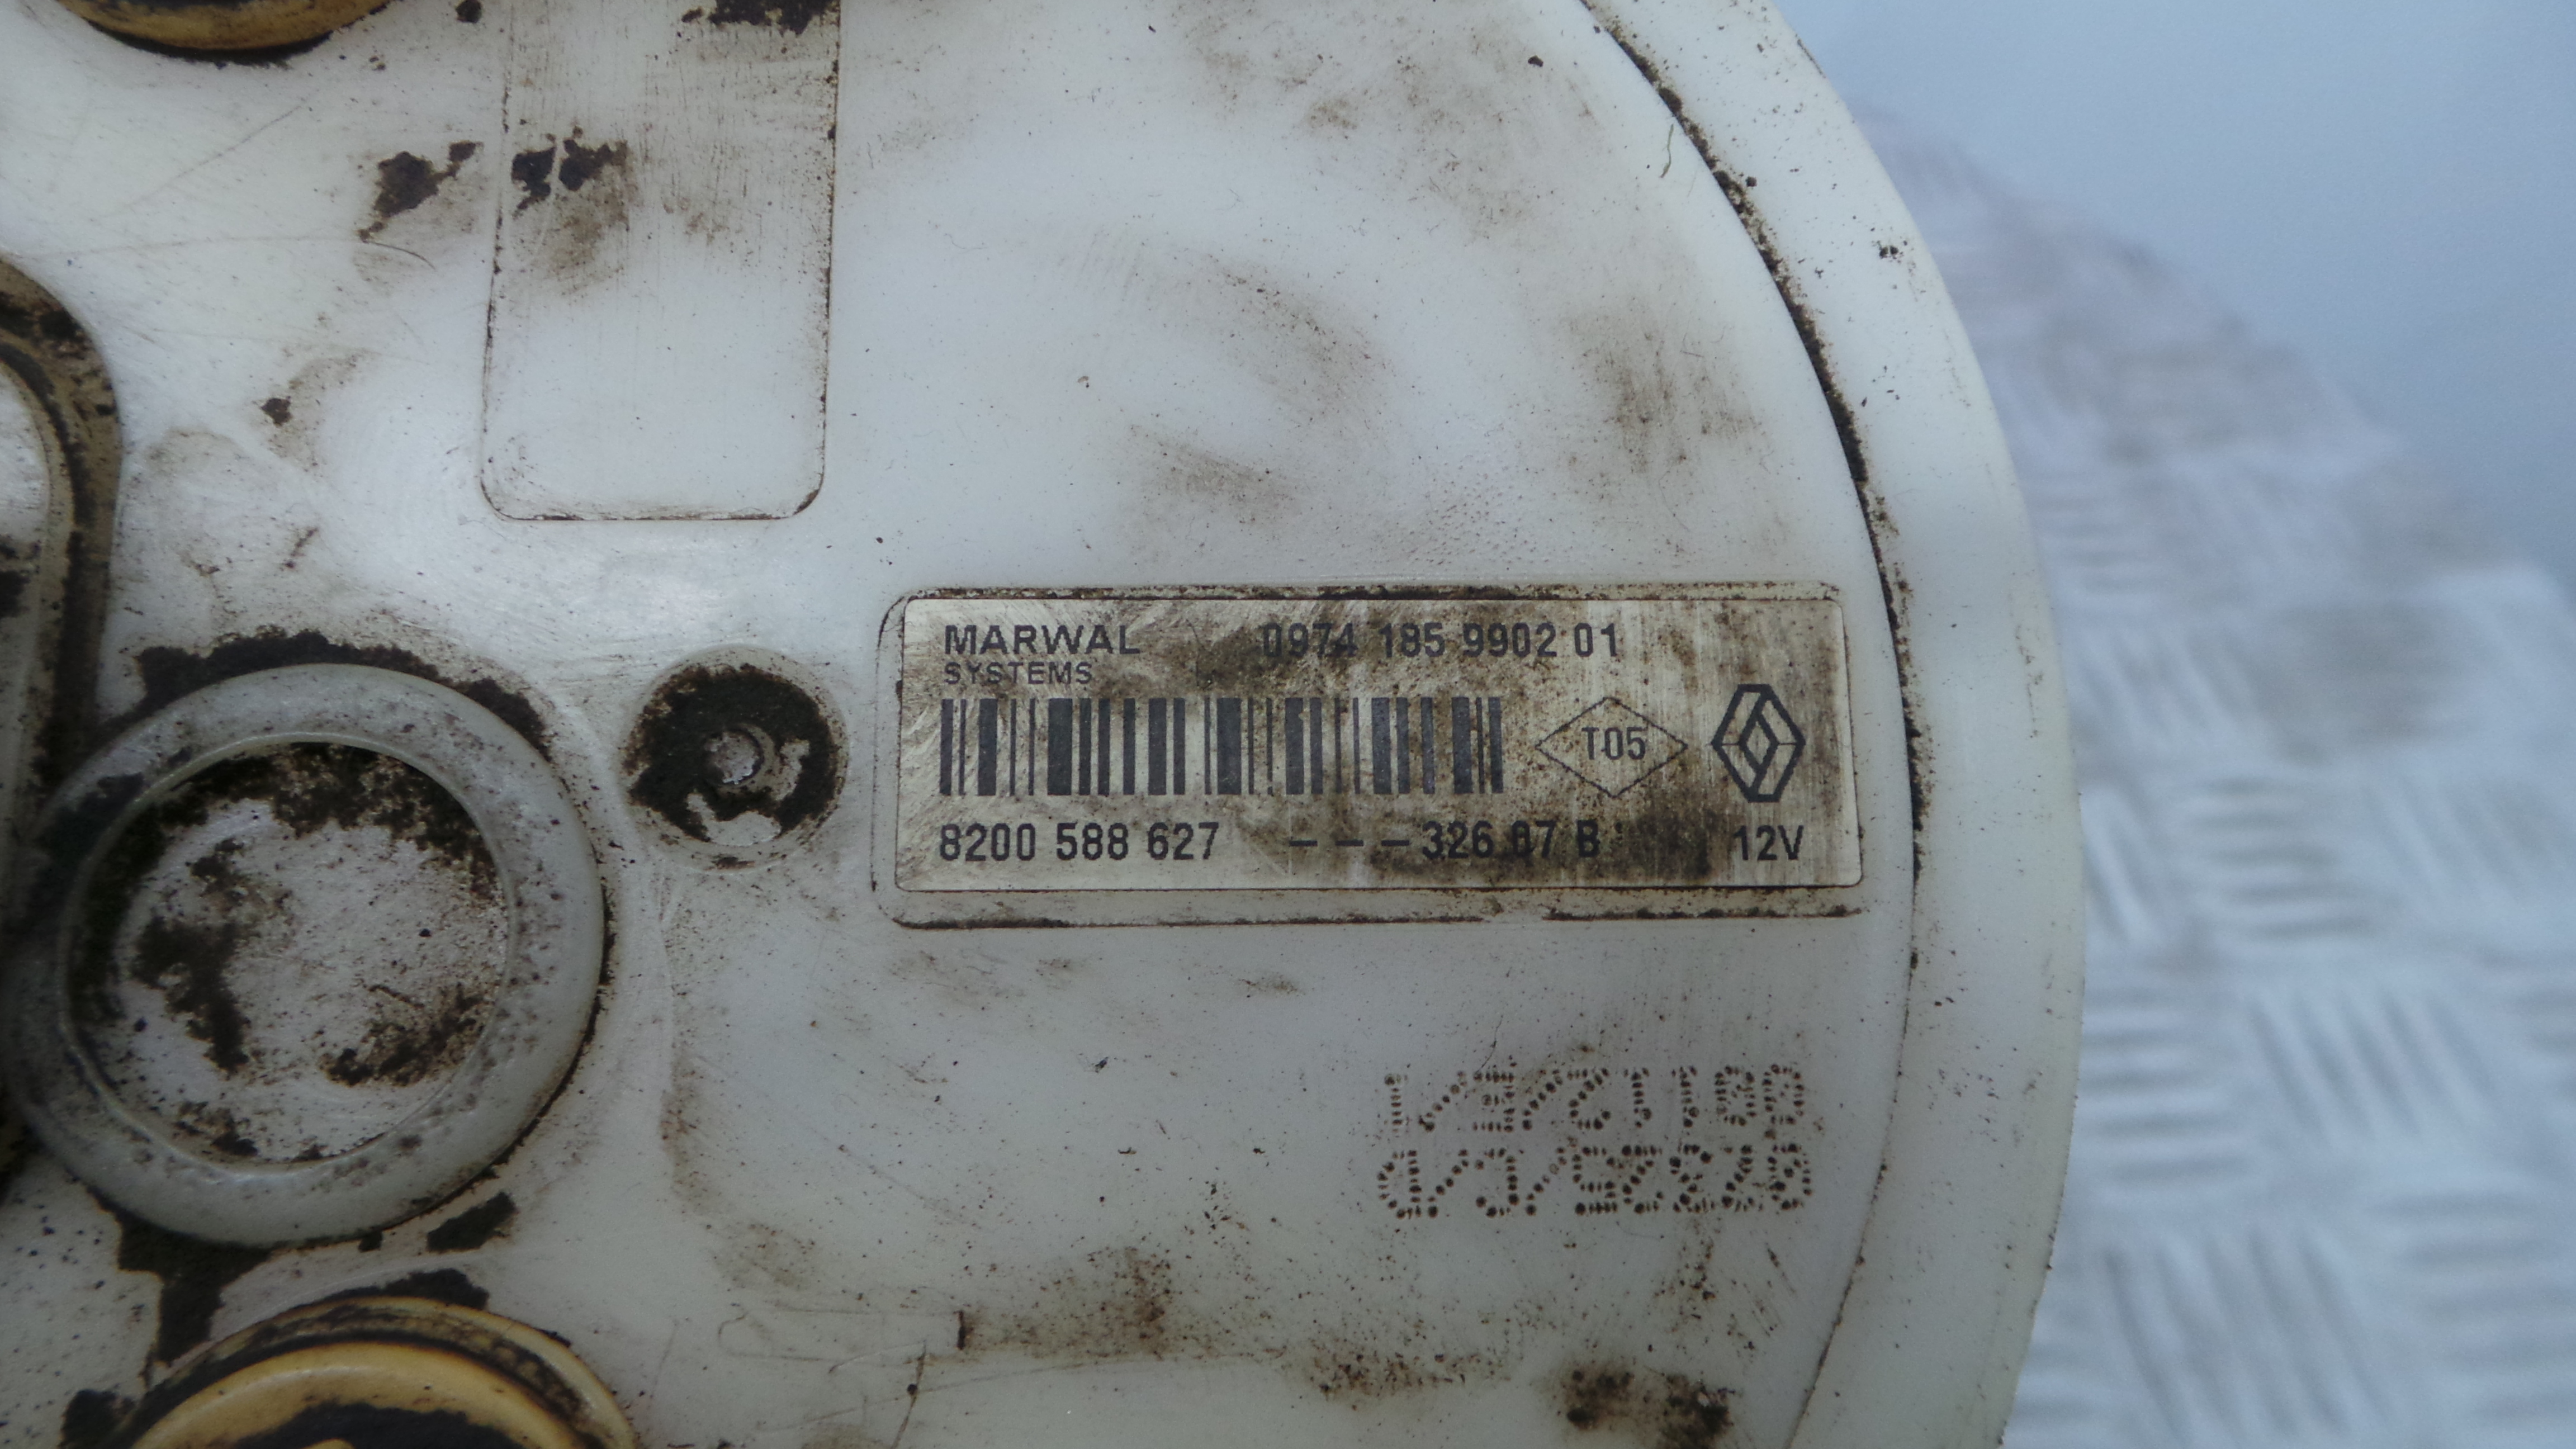 MARWAL 0974 185 9902 01
SYSTEMS
T05
8200 588 627 - - - 326 07 B 12V